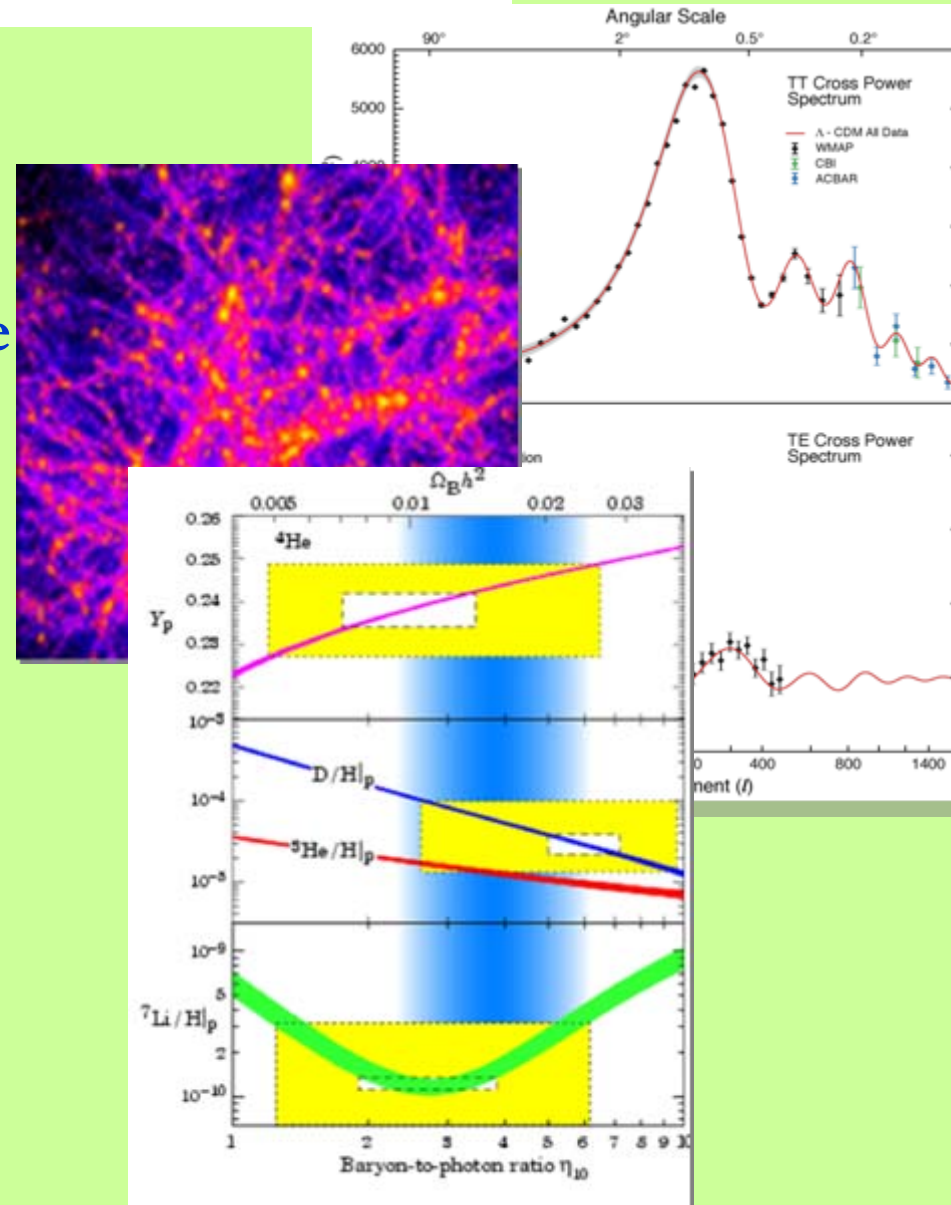 Angular Scale
90° 2° 0.5° 0.2°
6000
5000
TT Cross Power
Spectrum
Λ - CDM All Data
WMAP
CBI
ACBAR
e
TE Cross Power
Spectrum
Ω_B h²
0.005 0.01 0.02 0.03
0.26
⁴He
0.25
Y_p 0.24
0.23
0.22
10⁻³
D/H|p
10⁻⁴
³He/H|p
10⁻⁵
10⁻⁹
5
⁷Li/H|p
2
10⁻¹⁰
1 2 3 4 5 6 7 8 9 10
Baryon-to-photon ratio η₁₀
0 400 800 1400
ment (l)